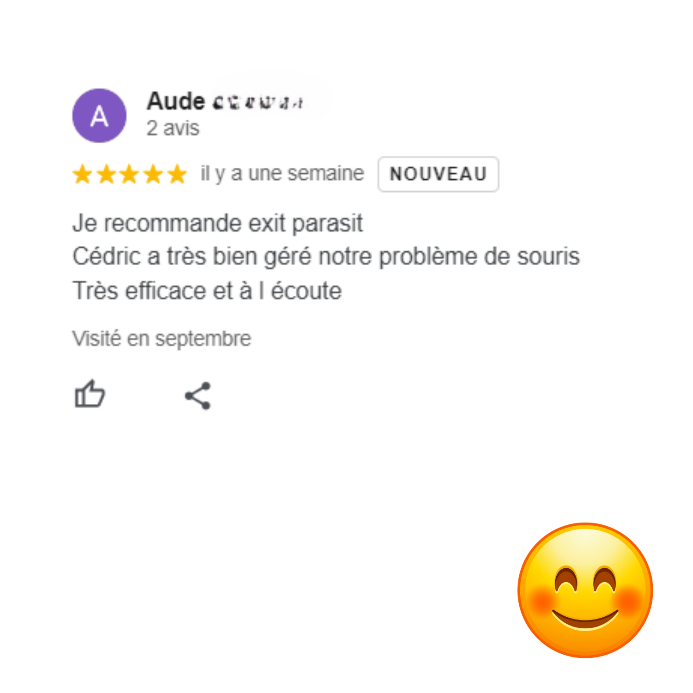 A
Aude
2 avis
il y a une semaine NOUVEAU
Je recommande exit parasit
Cédric a très bien géré notre problème de souris
Très efficace et à l écoute
Visité en septembre